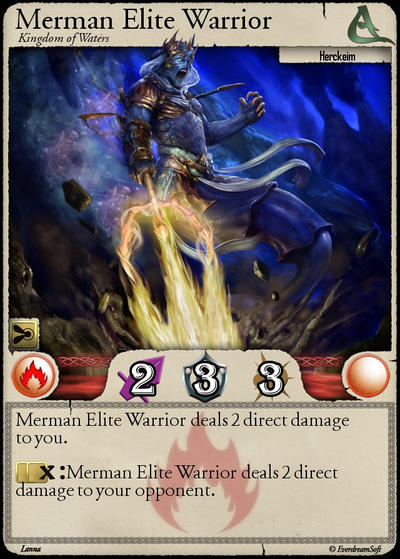 Merman Elite Warrior
Kingdom of Waters
Herckeim
2 3 3
Merman Elite Warrior deals 2 direct damage
to you.
X :Merman Elite Warrior deals 2 direct
damage to your opponent.
Lanna
© EverdreamSoft